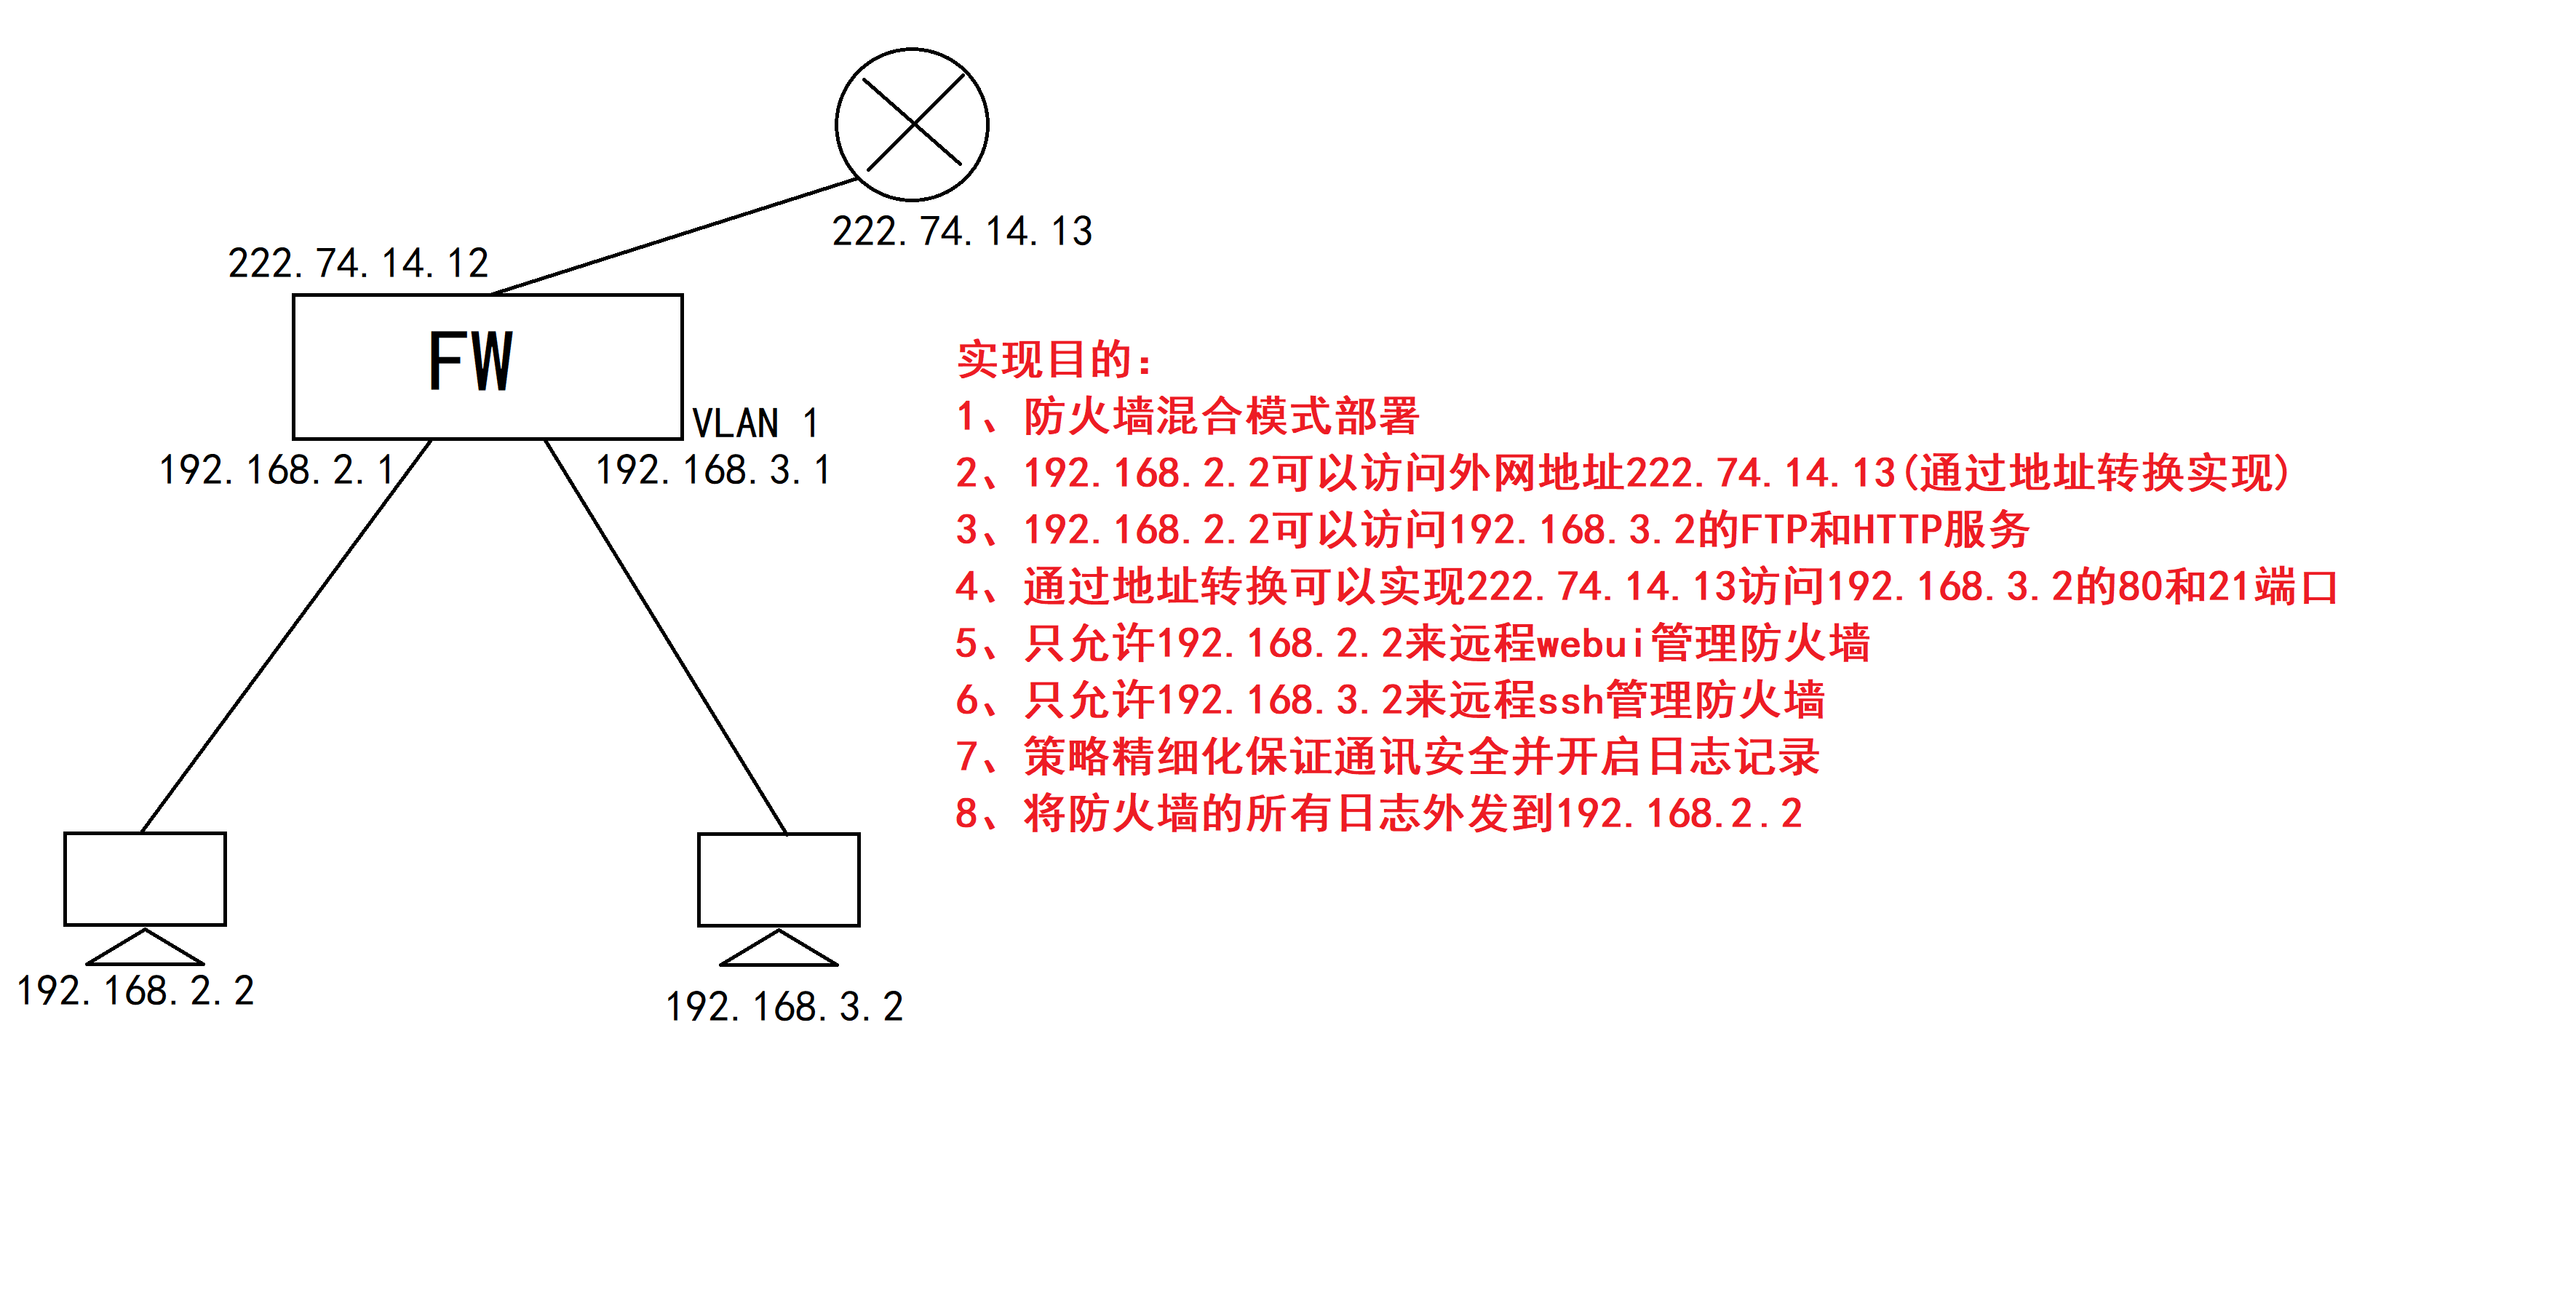 222.74.14.13
222.74.14.12
FW
VLAN 1
192.168.2.1
192.168.3.1
实现目的：
1、防火墙混合模式部署
2、192.168.2.2可以访问外网地址222.74.14.13(通过地址转换实现)
3、192.168.2.2可以访问192.168.3.2的FTP和HTTP服务
4、通过地址转换可以实现222.74.14.13访问192.168.3.2的80和21端口
5、只允许192.168.2.2来远程webui管理防火墙
6、只允许192.168.3.2来远程ssh管理防火墙
7、策略精细化保证通讯安全并开启日志记录
8、将防火墙的所有日志外发到192.168.2.2
192.168.2.2
192.168.3.2